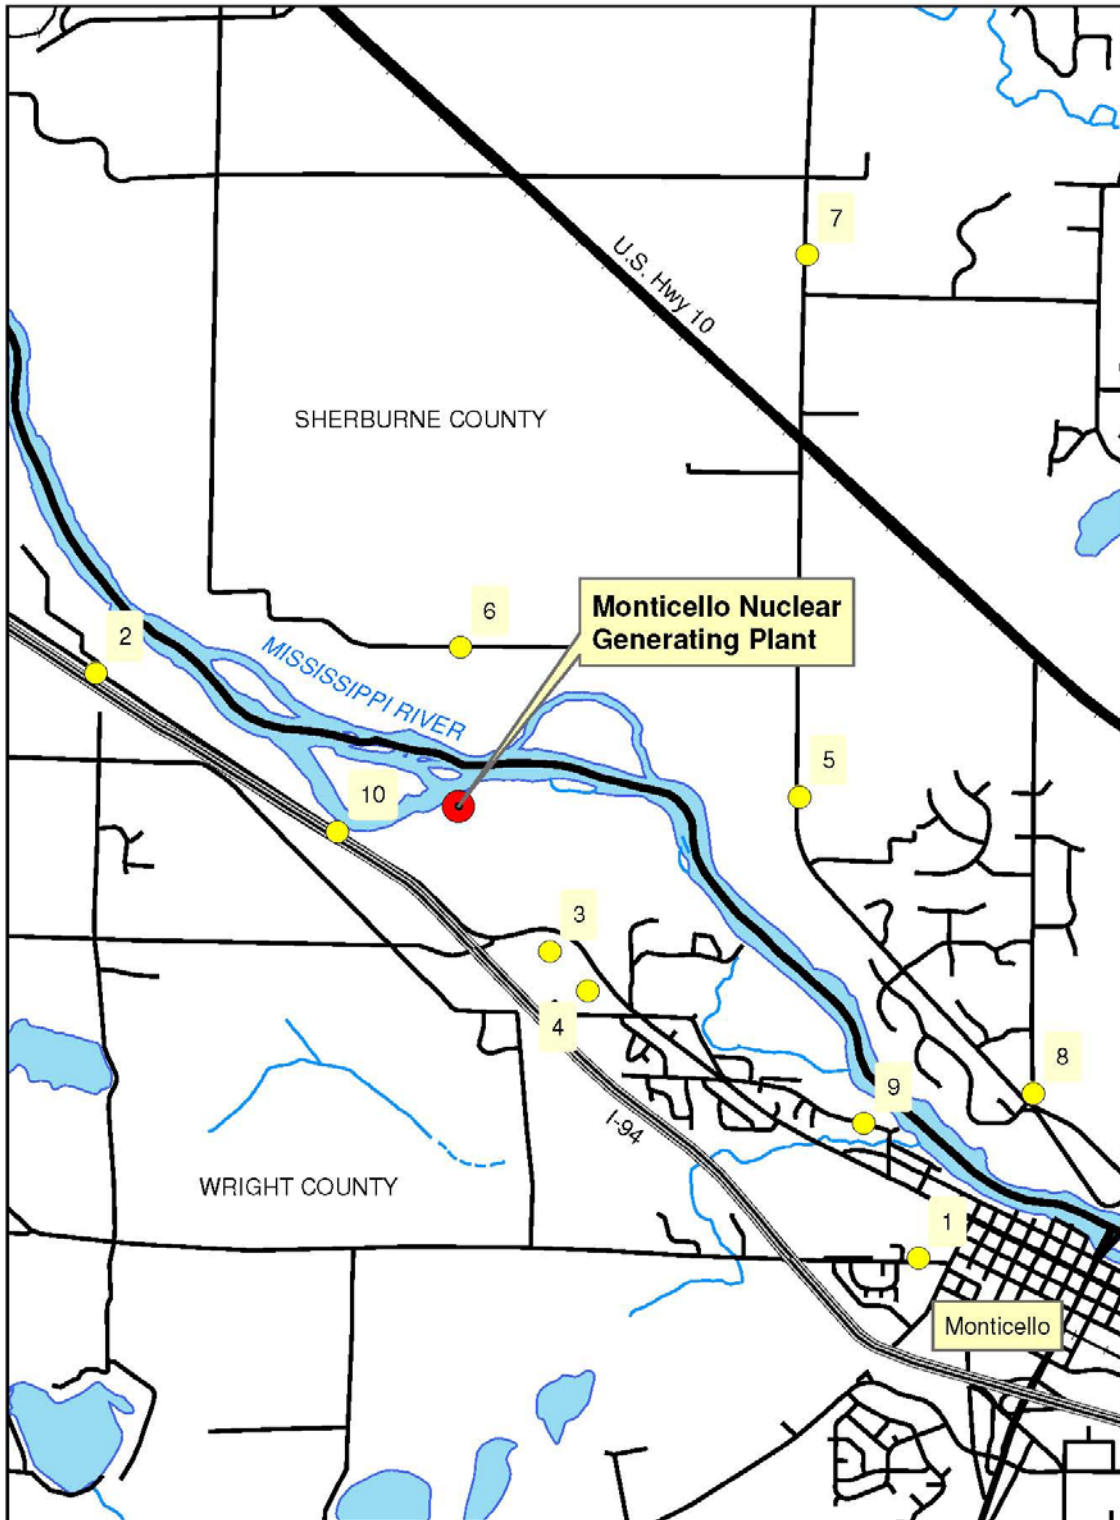 7
U.S. Hwy 10
SHERBURNE COUNTY
6
Monticello Nuclear
Generating Plant
2
MISSISSIPPI RIVER
5
10
3
4
8
9
I-94
WRIGHT COUNTY
1
Monticello